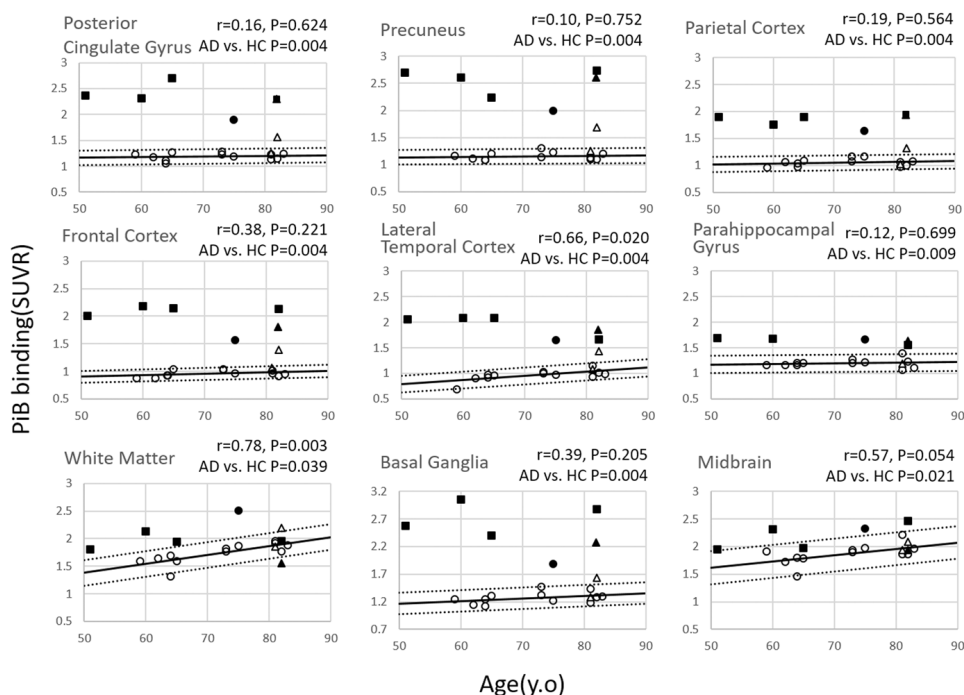 Posterior
Cingulate Gyrus
r=0.16, P=0.624
AD vs. HC P=0.004
3
2.5
2
1.5
1
0.5
50 60 70 80 90
Precuneus
r=0.10, P=0.752
AD vs. HC P=0.004
3
2.5
2
1.5
1
0.5
50 60 70 80 90
Parietal Cortex
r=0.19, P=0.564
AD vs. HC P=0.004
3
2.5
2
1.5
1
0.5
50 60 70 80 90
Frontal Cortex
r=0.38, P=0.221
AD vs. HC P=0.004
3
2.5
2
1.5
1
0.5
50 60 70 80 90
Lateral
Temporal Cortex
r=0.66, P=0.020
AD vs. HC P=0.004
3
2.5
2
1.5
1
0.5
50 60 70 80 90
Parahippocampal
Gyrus
r=0.12, P=0.699
AD vs. HC P=0.009
3
2.5
2
1.5
1
0.5
50 60 70 80 90
White Matter
r=0.78, P=0.003
AD vs. HC P=0.039
3
2.5
2
1.5
1
0.5
50 60 70 80 90
Basal Ganglia
r=0.39, P=0.205
AD vs. HC P=0.004
3.2
2.7
2.2
1.7
1.2
0.7
50 60 70 80 90
Midbrain
r=0.57, P=0.054
AD vs. HC P=0.021
3
2.5
2
1.5
1
0.5
50 60 70 80 90
PiB binding(SUVR)
Age(y.o)